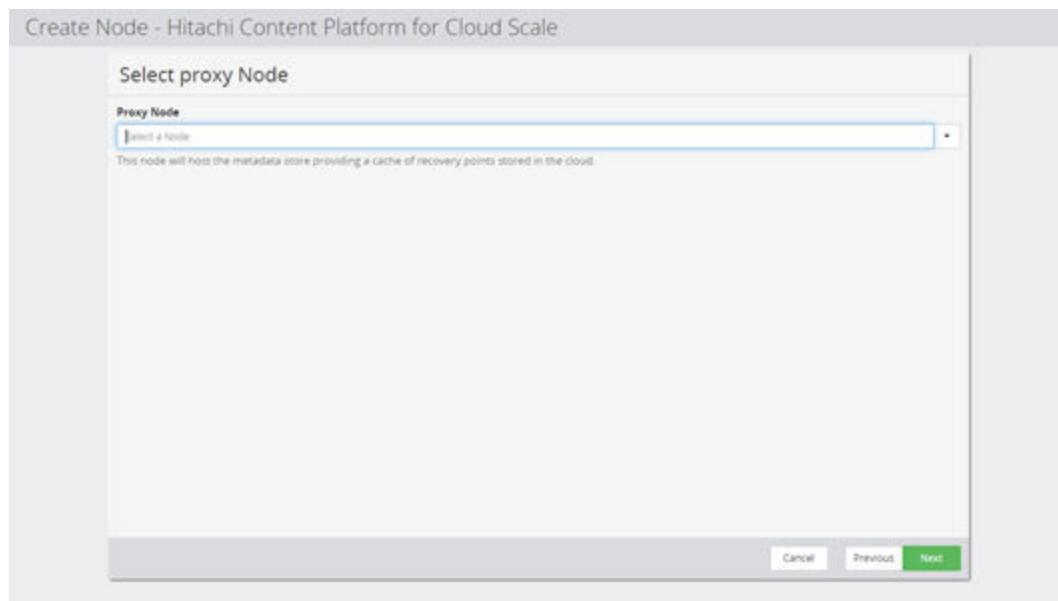 Create Node - Hitachi Content Platform for Cloud Scale
Select proxy Node
Proxy Node
Select a Node
This node will host the metadata store providing a cache of recovery points stored in the cloud
Cancel Previous Next